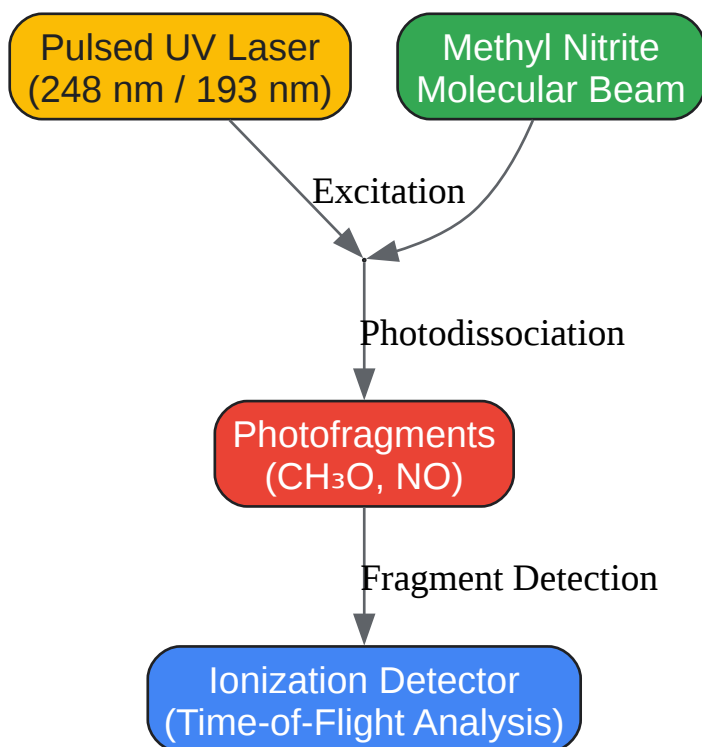 Pulsed UV Laser
(248 nm / 193 nm)
Methyl Nitrite
Molecular Beam
Excitation
Photodissociation
Photofragments
(CH₃O, NO)
Fragment Detection
Ionization Detector
(Time-of-Flight Analysis)